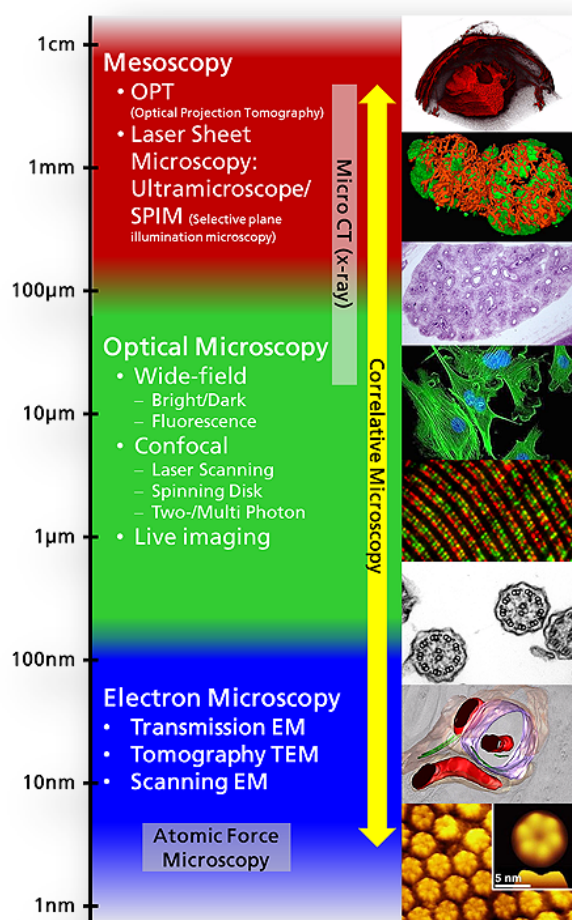 1cm
1mm
100µm
10µm
1µm
100nm
10nm
1nm
Mesoscopy
• OPT
(Optical Projection Tomography)
• Laser Sheet
Microscopy:
Ultramicroscope/
SPIM (Selective plane
illumination microscopy)
Micro CT (x-ray)
Optical Microscopy
• Wide-field
– Bright/Dark
– Fluorescence
• Confocal
– Laser Scanning
– Spinning Disk
– Two-/Multi Photon
• Live imaging
Correlative Microscopy
Electron Microscopy
• Transmission EM
• Tomography TEM
• Scanning EM
Atomic Force
Microscopy
5 nm